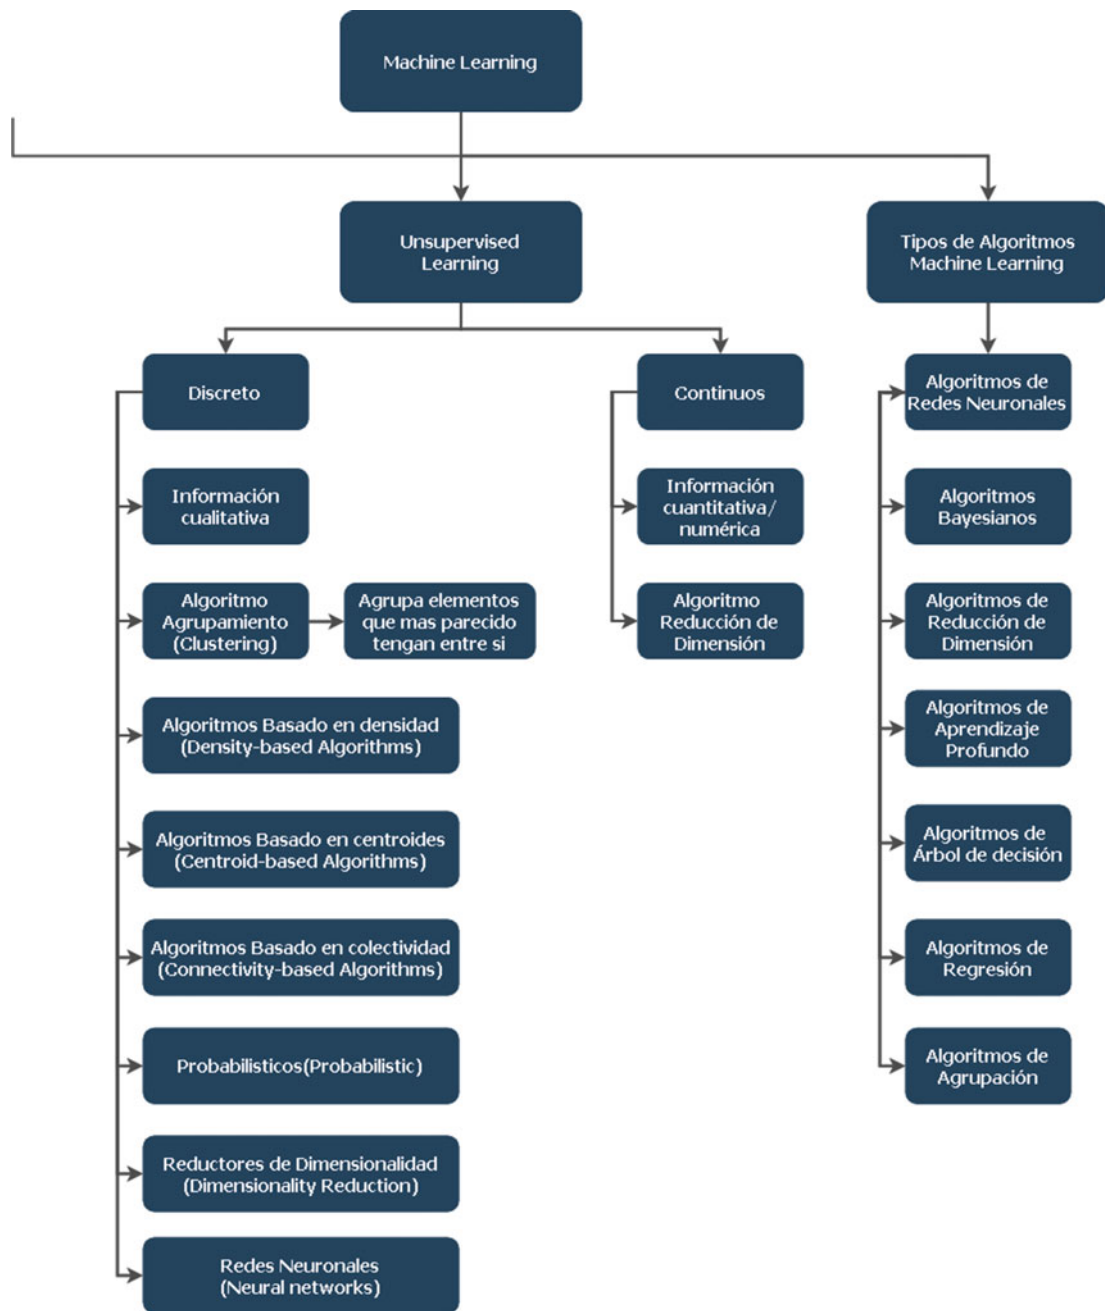 Machine Learning
Unsupervised
Learning
Tipos de Algoritmos
Machine Learning
Discreto
Continuos
Algoritmos de
Redes Neuronales
Información
cualitativa
Información
cuantitativa/
numérica
Algoritmos
Bayesianos
Algoritmo
Agrupamiento
(Clustering)
Agrupa elementos
que mas parecido
tengan entre si
Algoritmo
Reducción de
Dimensión
Algoritmos de
Reducción de
Dimensión
Algoritmos Basado en densidad
(Density-based Algorithms)
Algoritmos de
Aprendizaje
Profundo
Algoritmos Basado en centroides
(Centroid-based Algorithms)
Algoritmos de
Árbol de decisión
Algoritmos Basado en colectividad
(Connectivity-based Algorithms)
Algoritmos de
Regresión
Probabilisticos(Probabilistic)
Algoritmos de
Agrupación
Reductores de Dimensionalidad
(Dimensionality Reduction)
Redes Neuronales
(Neural networks)